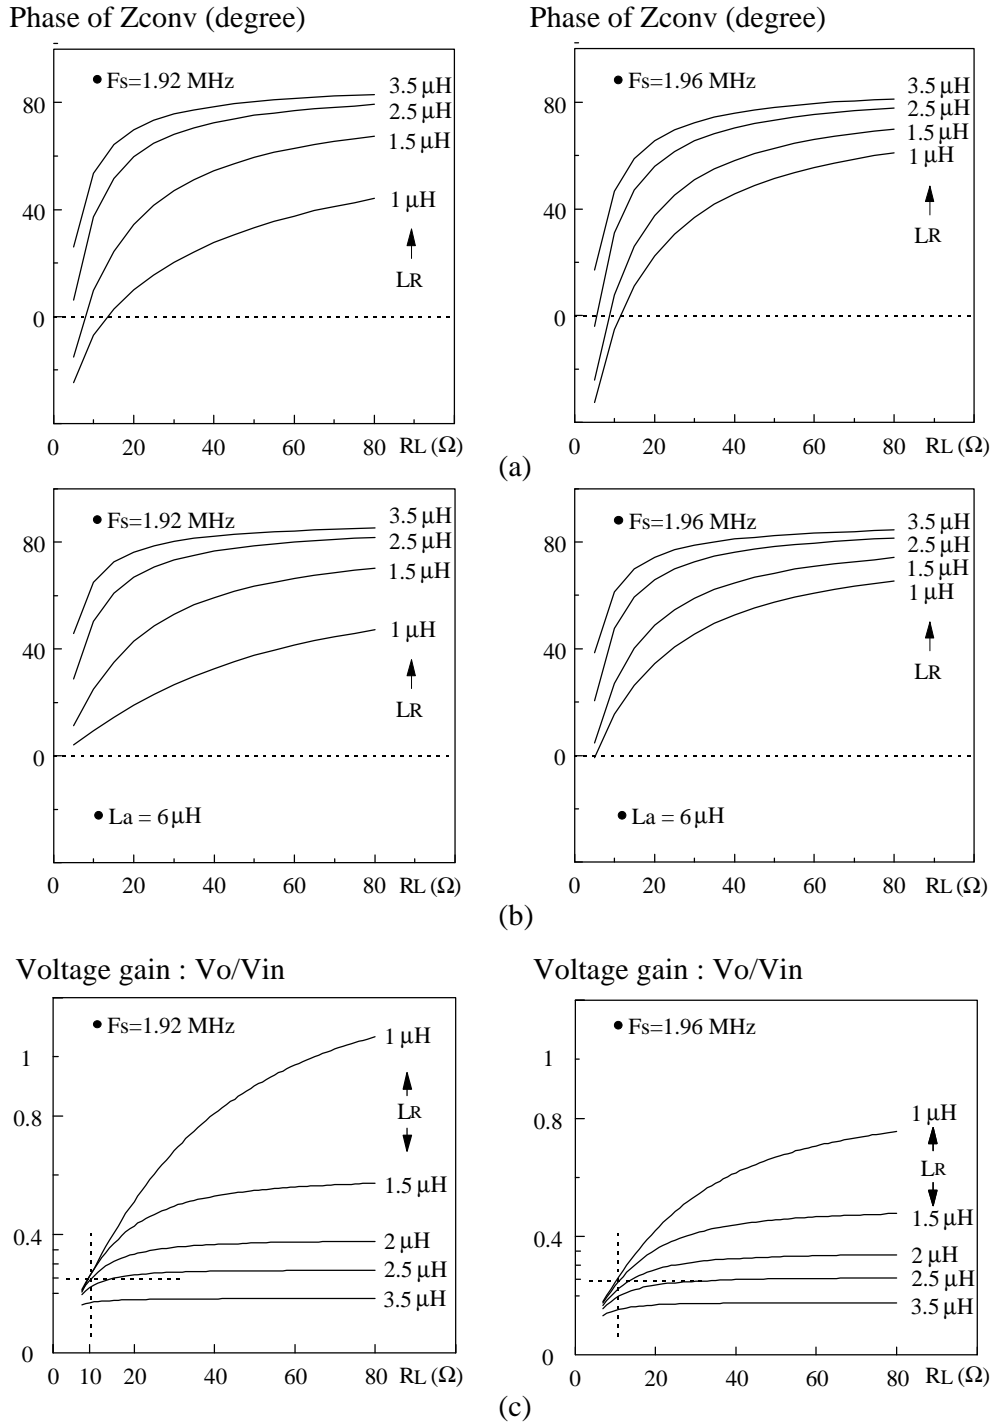 Phase of Zconv (degree)
Phase of Zconv (degree)
Fs=1.92 MHz
3.5 μH
2.5 μH
1.5 μH
1 μH
LR
80
40
0
0 20 40 60 80 RL (Ω)
Fs=1.96 MHz
3.5 μH
2.5 μH
1.5 μH
1 μH
LR
80
40
0
0 20 40 60 80 RL (Ω)
(a)
Fs=1.92 MHz
3.5 μH
2.5 μH
1.5 μH
1 μH
LR
80
40
0
La = 6 μH
0 20 40 60 80 RL (Ω)
Fs=1.96 MHz
3.5 μH
2.5 μH
1.5 μH
1 μH
LR
80
40
0
La = 6 μH
0 20 40 60 80 RL (Ω)
(b)
Voltage gain : Vo/Vin
Voltage gain : Vo/Vin
Fs=1.92 MHz
1 μH
LR
1.5 μH
2 μH
2.5 μH
3.5 μH
1
0.8
0.4
0
0 10 20 40 60 80 RL (Ω)
Fs=1.96 MHz
1 μH
LR
1.5 μH
2 μH
2.5 μH
3.5 μH
1
0.8
0.4
0
0 20 40 60 80 RL (Ω)
(c)